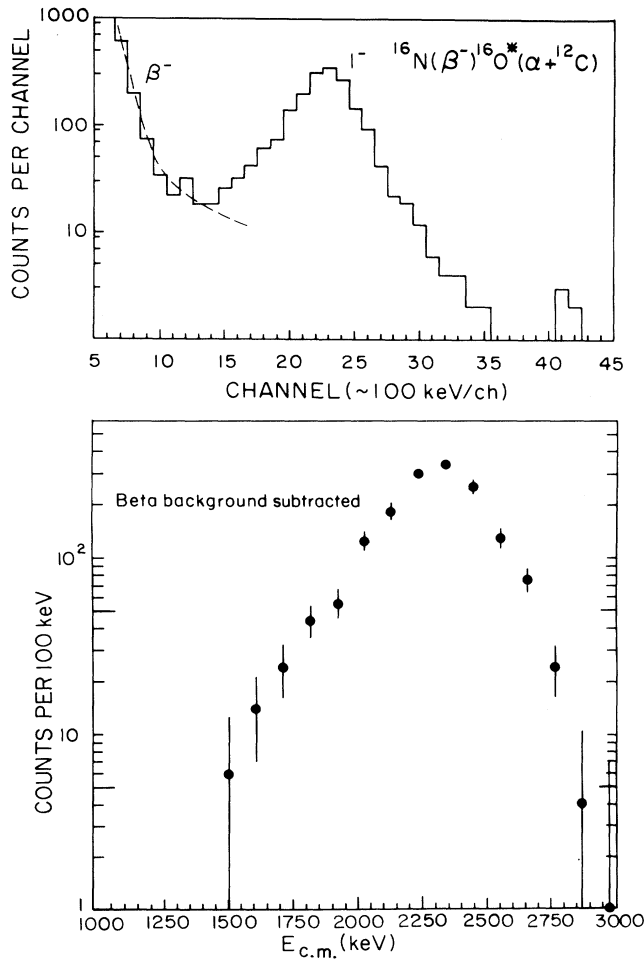 COUNTS PER CHANNEL
1000
100
10
β⁻
1⁻ ¹⁶N(β⁻)¹⁶O*(α+¹²C)
5 10 15 20 25 30 35 40 45
CHANNEL (~100 keV/ch)
COUNTS PER 100 keV
Beta background subtracted
10²
10
1
1000 1250 1500 1750 2000 2250 2500 2750 3000
E c.m. (keV)